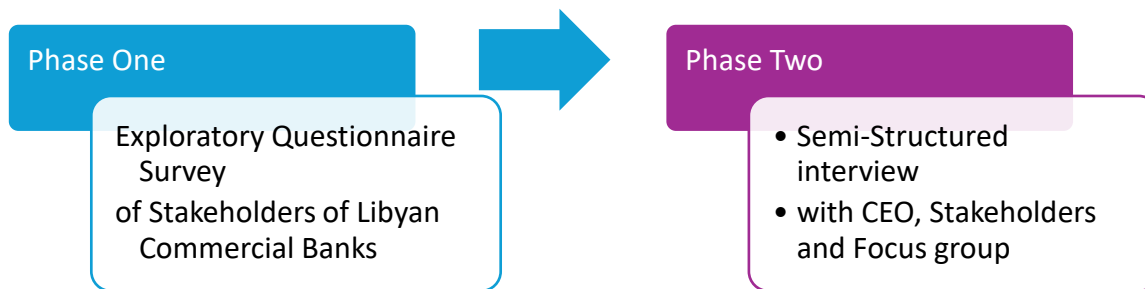 Phase One
Exploratory Questionnaire
Survey
of Stakeholders of Libyan
Commercial Banks
Phase Two
• Semi-Structured
interview
• with CEO, Stakeholders
and Focus group